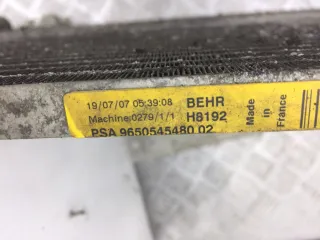 19/07/07 05:39:08 BEHR
Machine:0279/1/1 H8192
PSA 9650545480 02
Made in
France